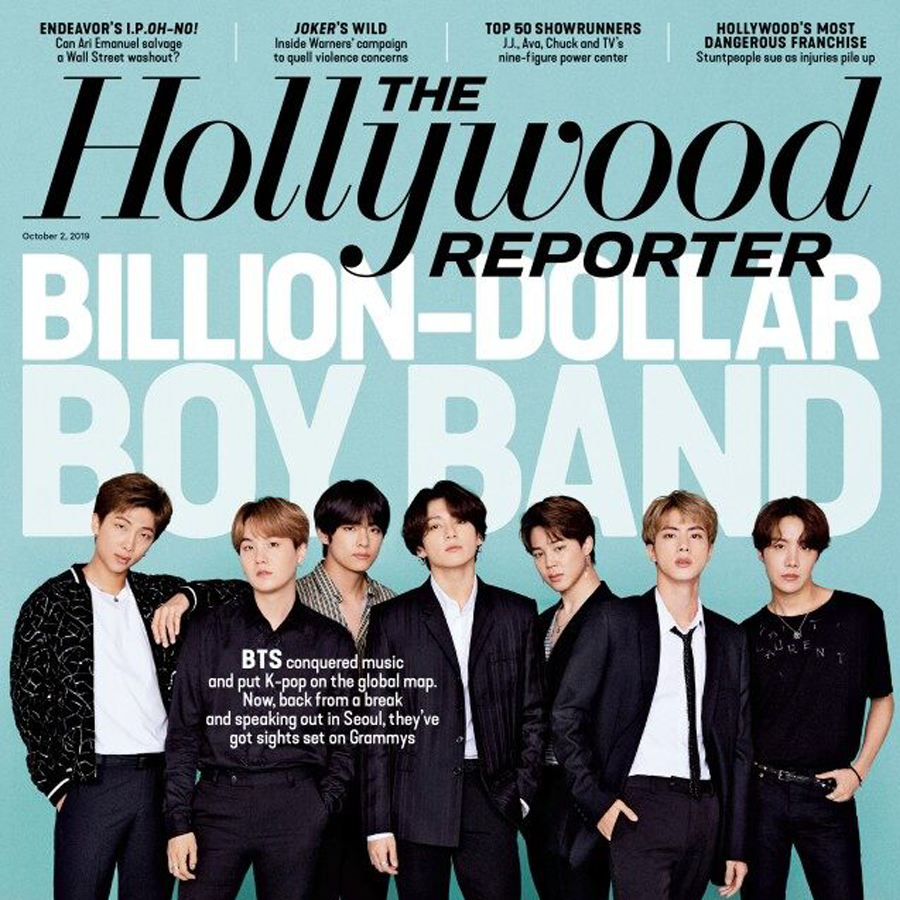 ENDEAVOR'S I.P.OH-NO!
Can Ari Emanuel salvage
a Wall Street washout?
JOKER'S WILD
Inside Warners' campaign
to quell violence concerns
TOP 50 SHOWRUNNERS
J.J., Ava, Chuck and TV's
nine-figure power center
HOLLYWOOD'S MOST
DANGEROUS FRANCHISE
Stuntpeople sue as injuries pile up
THE
Hollywood
REPORTER
October 2, 2019
BILLION-DOLLAR
BOY BAND
BTS conquered music
and put K-pop on the global map.
Now, back from a break
and speaking out in Seoul, they've
got sights set on Grammys